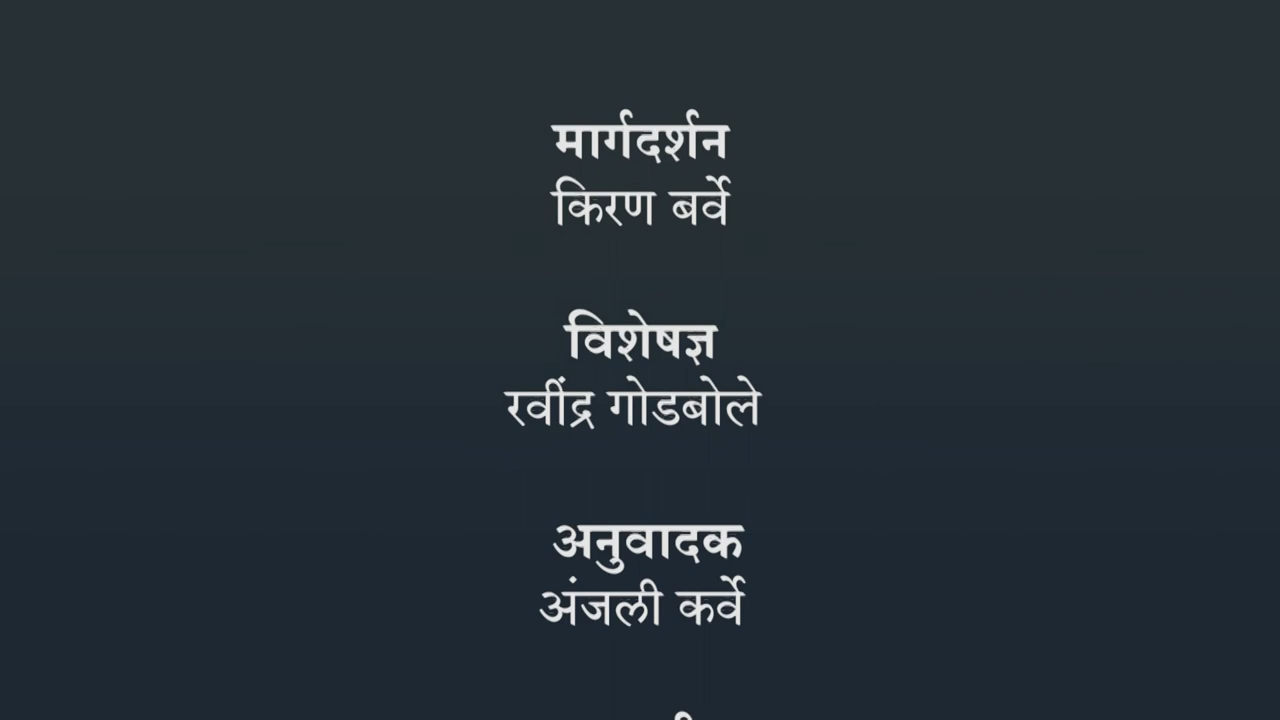 मार्गदर्शन
किरण बर्वे
विशेषज्ञ
रवींद्र गोडबोले
अनुवादक
अंजली कर्वे